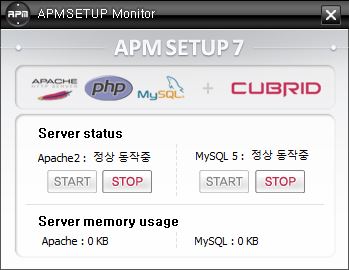 APM APMSETUP Monitor
APM SETUP 7
APACHE HTTP SERVER php MySQL + CUBRID
Server status
Apache2 : 정상 동작중 MySQL 5 : 정상 동작중
START STOP START STOP
Server memory usage
Apache : 0 KB MySQL : 0 KB